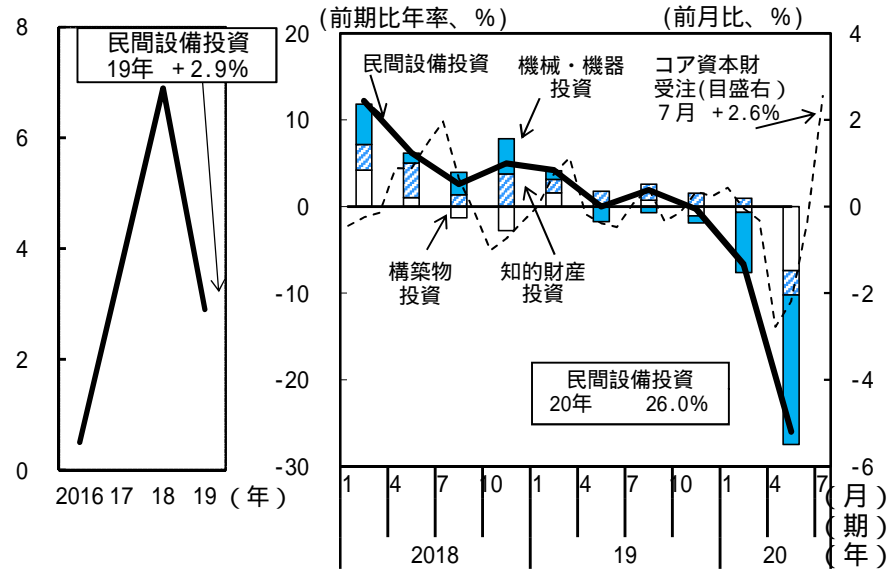 8
6
4
2
0
民間設備投資
19年 +2.9%
2016 17 18 19 (年)
(前期比年率、%)
(前月比、%)
20
10
0
-10
-20
-30
4
2
0
-2
-4
-6
民間設備投資
機械・機器
投資
コア資本財
受注(目盛右)
7月 +2.6%
構築物
投資
知的財産
投資
民間設備投資
20年 26.0%
1 4 7 10 1 4 7 10 1 4 7 (月)
(期)
2018 19 20 (年)